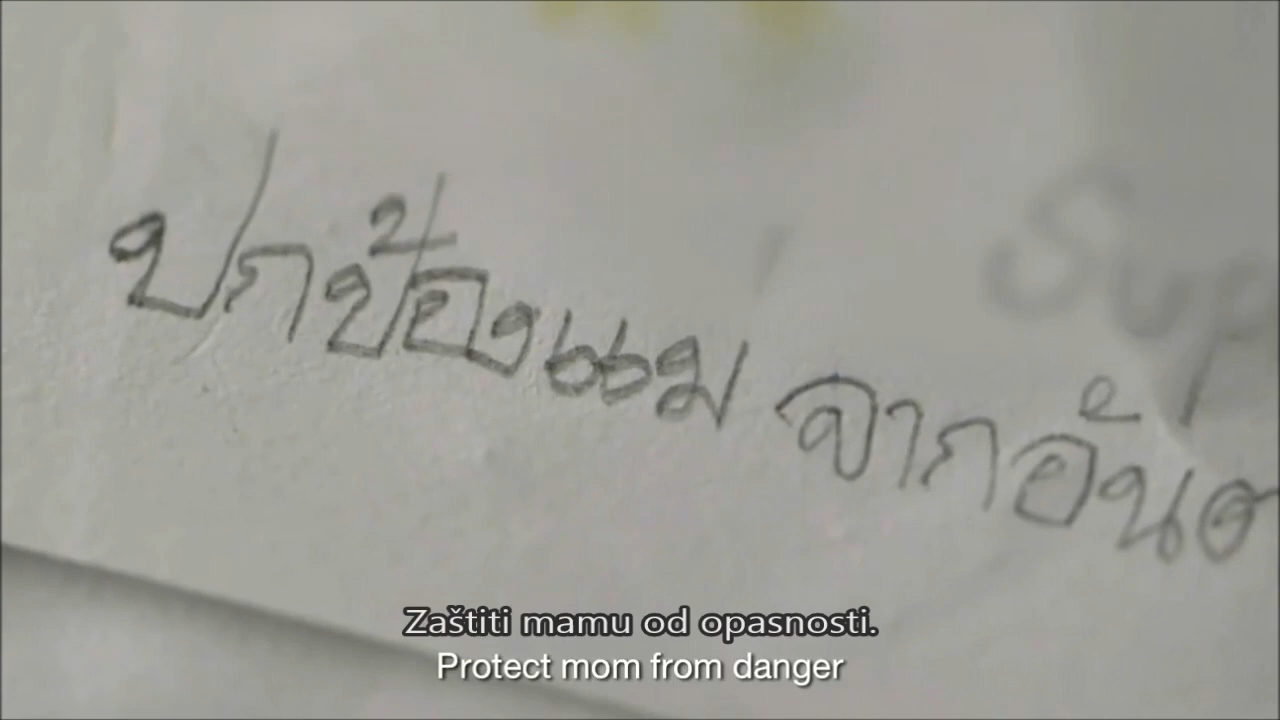 ปกป้องแม่ จากอันต
Sup
Zaštiti mamu od opasnosti.
Protect mom from danger